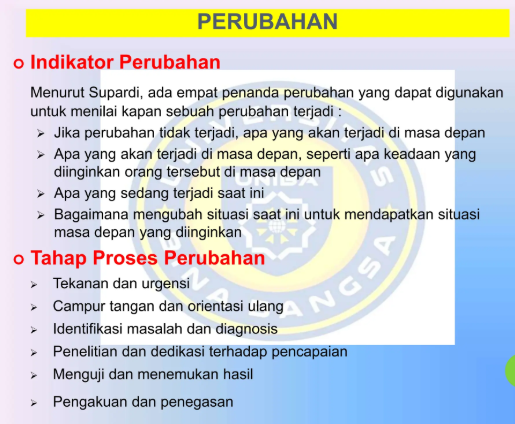 PERUBAHAN
Indikator Perubahan
Menurut Supardi, ada empat penanda perubahan yang dapat digunakan
untuk menilai kapan sebuah perubahan terjadi :
Jika perubahan tidak terjadi, apa yang akan terjadi di masa depan
Apa yang akan terjadi di masa depan, seperti apa keadaan yang
diinginkan orang tersebut di masa depan
Apa yang sedang terjadi saat ini
Bagaimana mengubah situasi saat ini untuk mendapatkan situasi
masa depan yang diinginkan
Tahap Proses Perubahan
Tekanan dan urgensi
Campur tangan dan orientasi ulang
Identifikasi masalah dan diagnosis
Penelitian dan dedikasi terhadap pencapaian
Menguji dan menemukan hasil
Pengakuan dan penegasan
UNIVERSITAS
UNIBA
BINA BANGSA